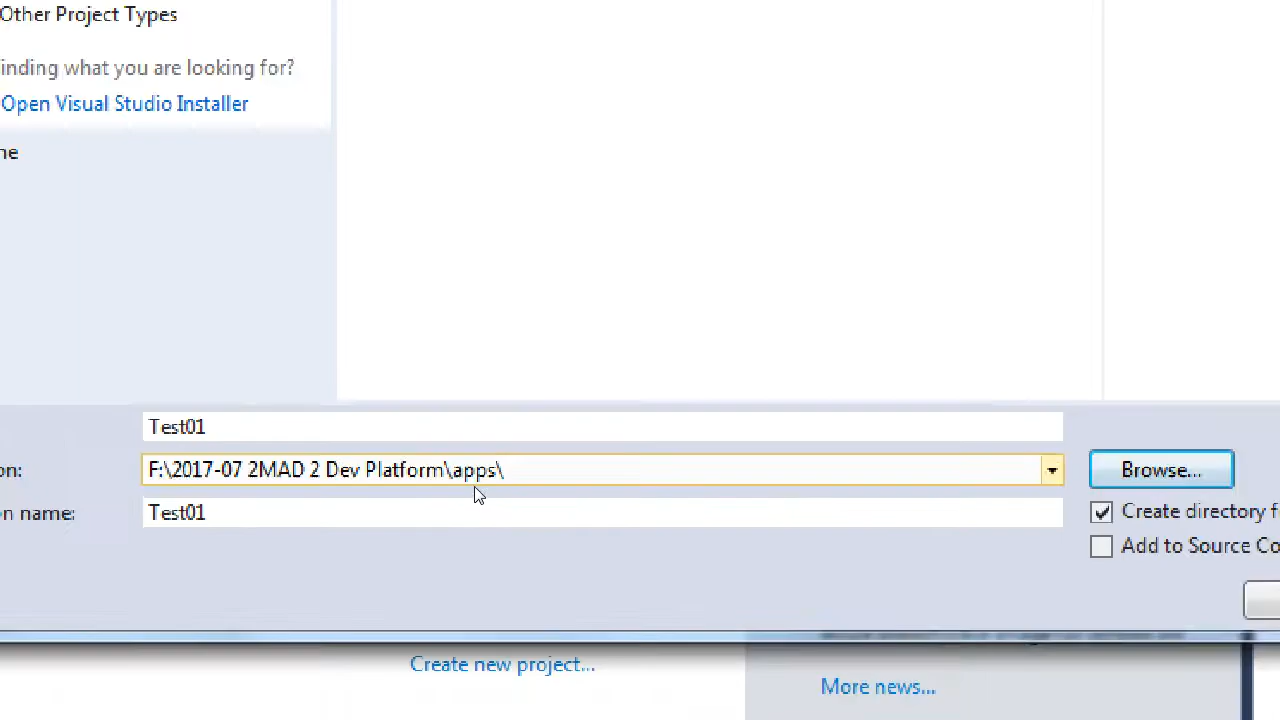 Other Project Types
inding what you are looking for?
Open Visual Studio Installer
ne
Test01
on: F:\2017-07 2MAD 2 Dev Platform\apps\ Browse...
on name: Test01 Create directory f
Add to Source Co
Create new project...
More news...